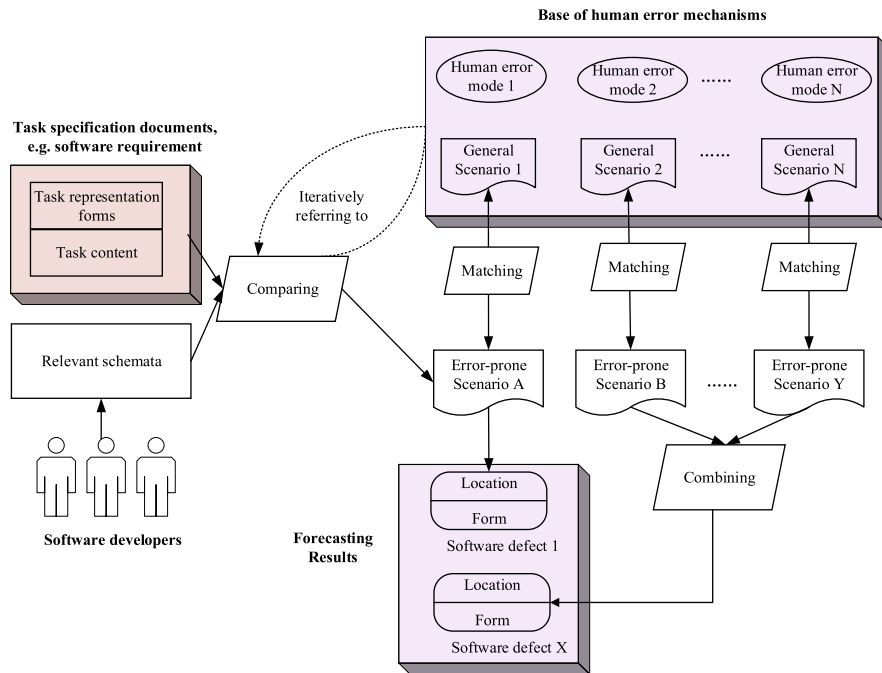 Base of human error mechanisms
Human error
mode 1
Human error
mode 2
......
Human error
mode N
General
Scenario 1
General
Scenario 2
......
General
Scenario N
Task specification documents,
e.g. software requirement
Task representation
forms
Task content
Iteratively
referring to
Comparing
Matching
Matching
Matching
Relevant schemata
Error-prone
Scenario A
Error-prone
Scenario B
......
Error-prone
Scenario Y
Software developers
Combining
Forecasting
Results
Location
Form
Software defect 1
Location
Form
Software defect X